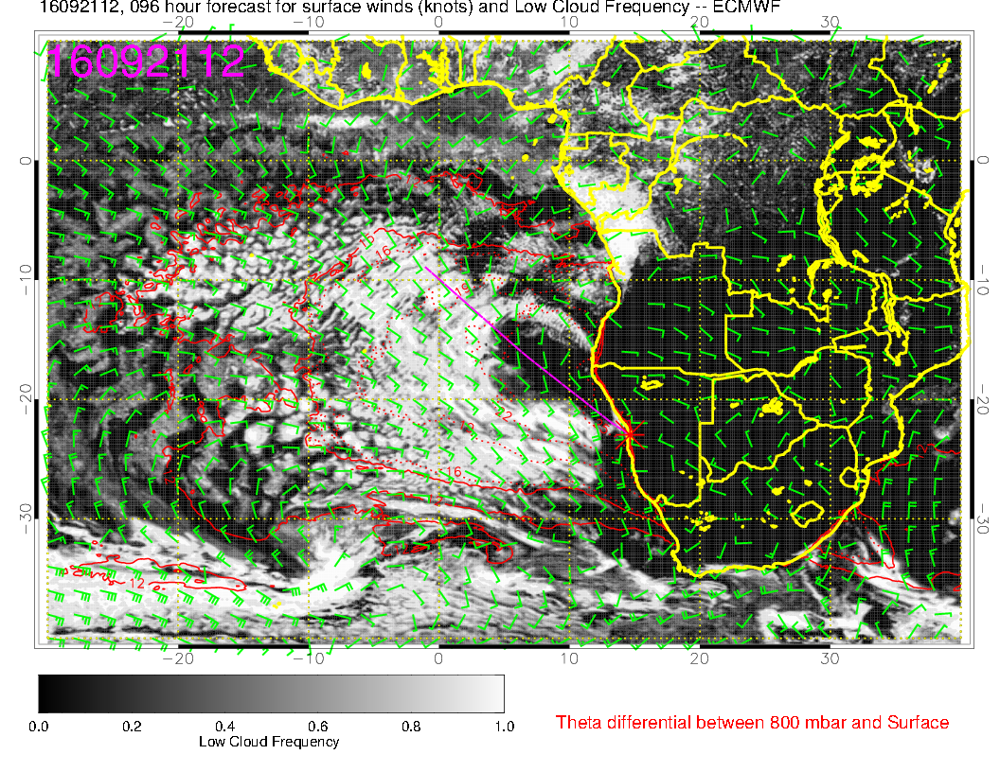 16092112, 096 hour forecast for surface winds (knots) and Low Cloud Frequency -- ECMWF
−20 −10 0 10 20 30
16092112
0 0
−10 −10
−20 −20
−30 −30
16
22
16
12
12
−20 −10 0 10 20 30
0.0 0.2 0.4 0.6 0.8 1.0
Low Cloud Frequency
Theta differential between 800 mbar and Surface